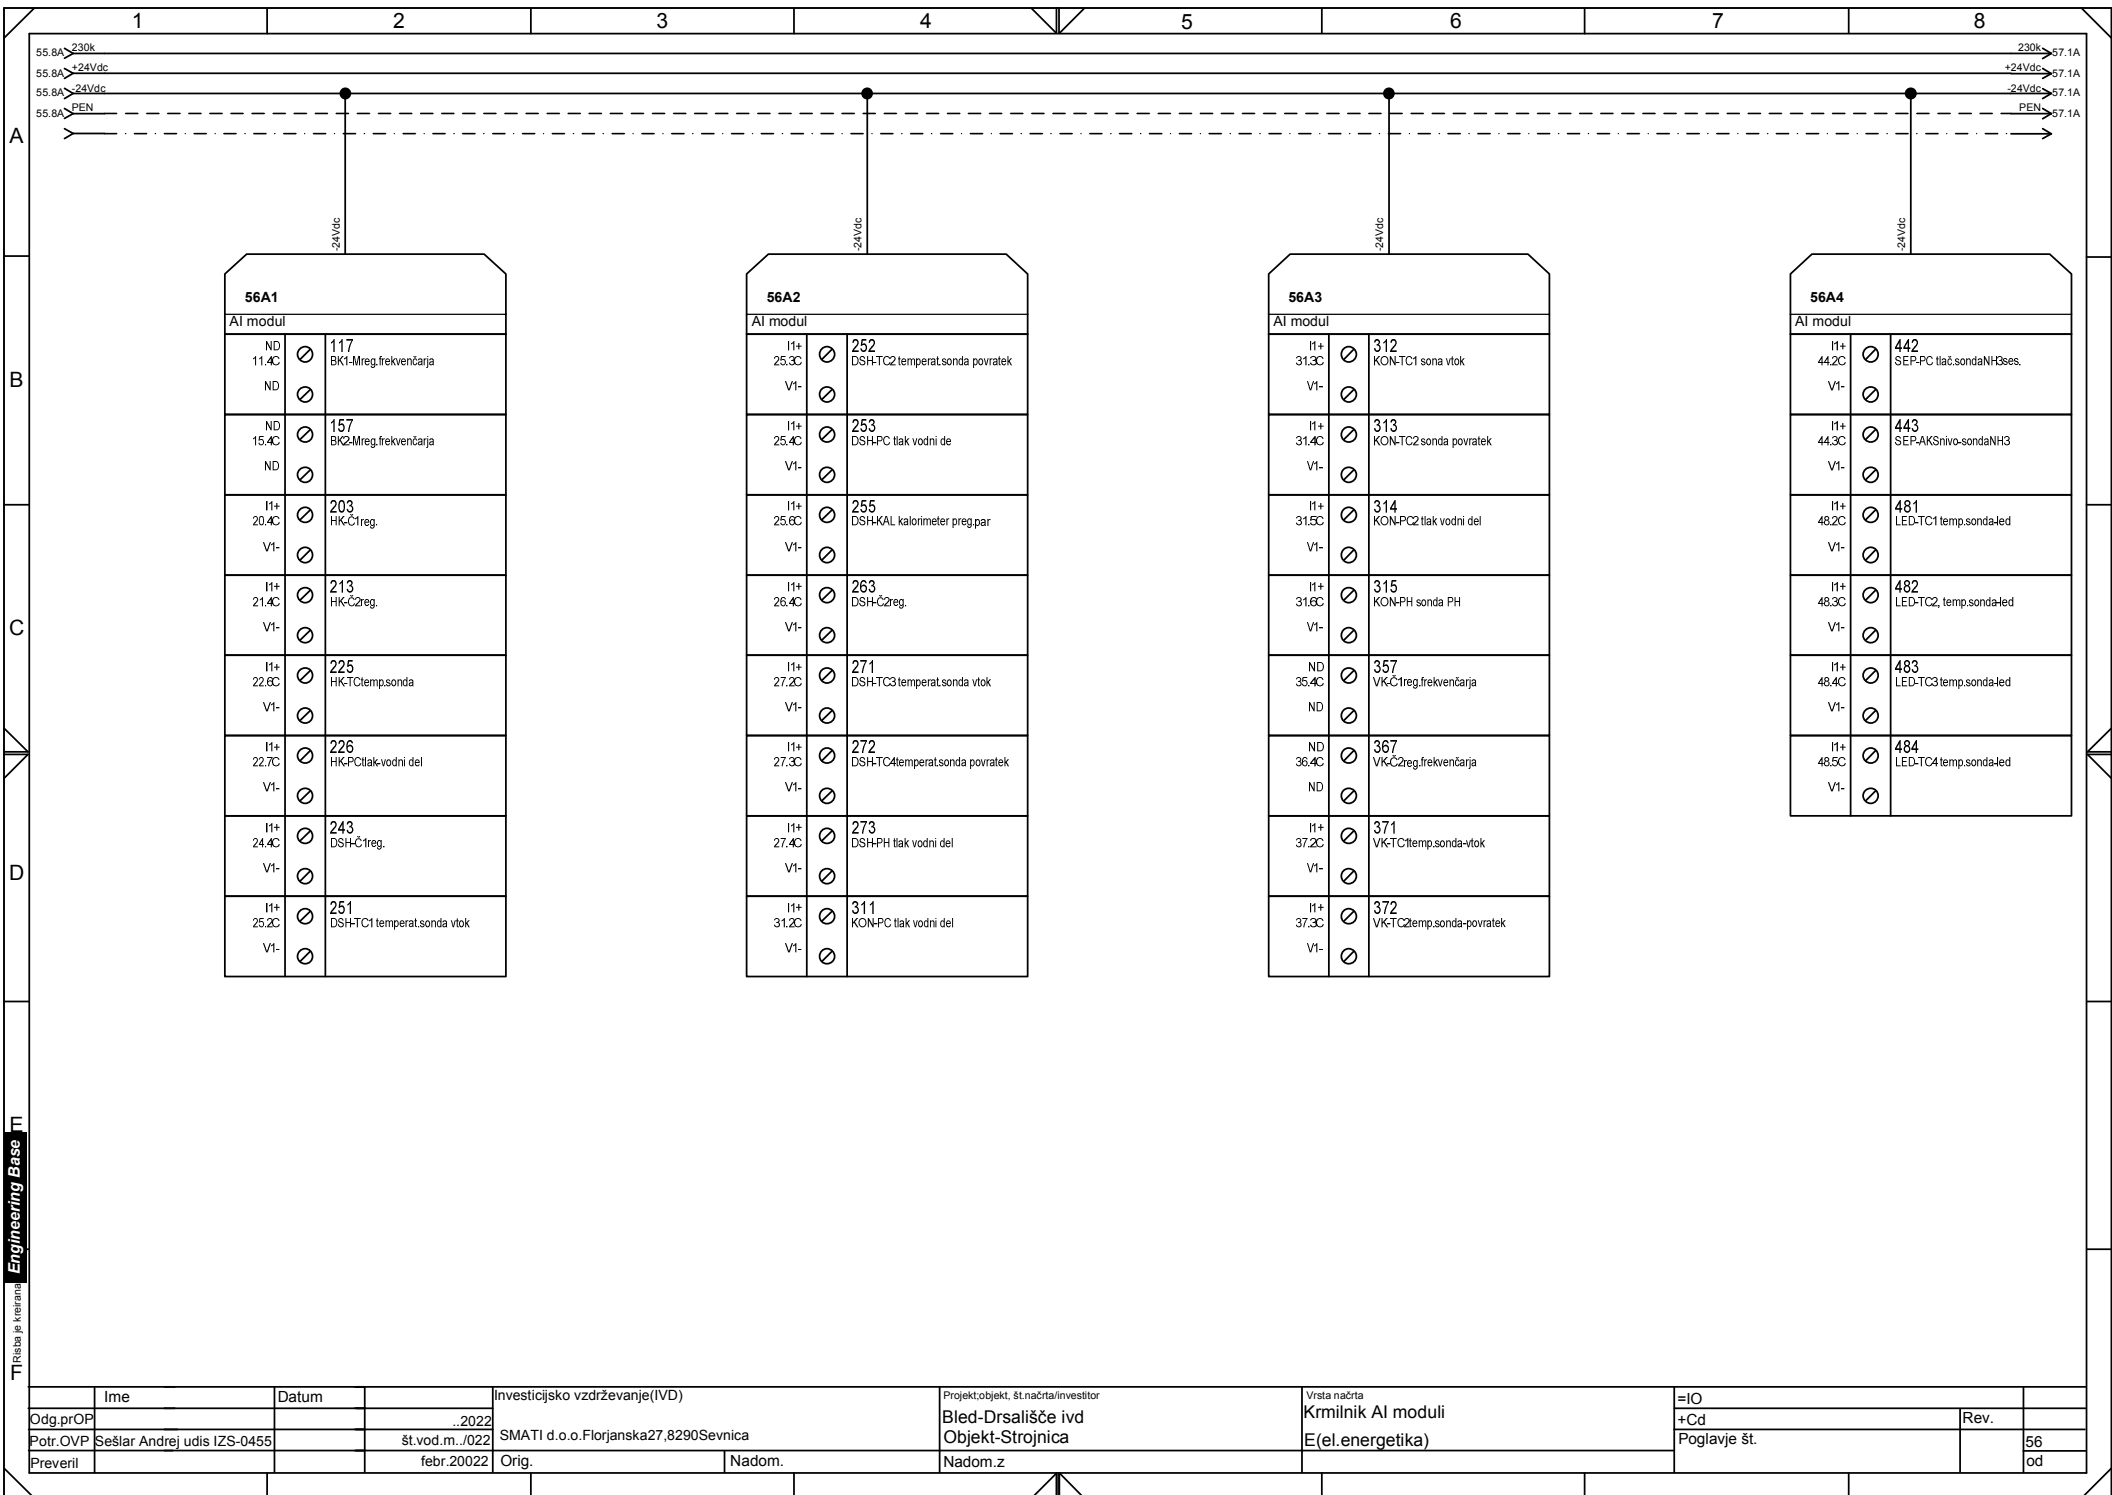 1 2 3 4 5 6 7 8
55.8A 230k 230k 57.1A
55.8A +24Vdc +24Vdc 57.1A
55.8A -24Vdc -24Vdc 57.1A
55.8A PEN PEN 57.1A
A
B
C
D
E
F
-24Vdc
56A1
AI modul
ND 117
11.4C BK1-Mreg.frekvenčarja
ND
ND 157
15.4C BK2-Mreg.frekvenčarja
ND
I1+ 203
20.4C HK-Č1reg.
V1-
I1+ 213
21.4C HK-Č2reg.
V1-
I1+ 225
22.6C HK-TCtemp.sonda
V1-
I1+ 226
22.7C HK-PCtlak-vodni del
V1-
I1+ 243
24.4C DSH-Č1reg.
V1-
I1+ 251
25.2C DSH-TC1 temperat.sonda vtok
V1-
-24Vdc
56A2
AI modul
I1+ 252
25.3C DSH-TC2 temperat.sonda povratek
V1-
I1+ 253
25.4C DSH-PC tlak vodni de
V1-
I1+ 255
25.6C DSH-KAL kalorimeter preg.par
V1-
I1+ 263
26.4C DSH-Č2reg.
V1-
I1+ 271
27.2C DSH-TC3 temperat.sonda vtok
V1-
I1+ 272
27.3C DSH-TC4temperat.sonda povratek
V1-
I1+ 273
27.4C DSH-PH tlak vodni del
V1-
I1+ 311
31.2C KON-PC tlak vodni del
V1-
-24Vdc
56A3
AI modul
I1+ 312
31.3C KON-TC1 sona vtok
V1-
I1+ 313
31.4C KON-TC2 sonda povratek
V1-
I1+ 314
31.5C KON-PC2 tlak vodni del
V1-
I1+ 315
31.6C KON-PH sonda PH
V1-
ND 357
35.4C VK-Č1reg.frekvenčarja
ND
ND 367
36.4C VK-Č2reg.frekvenčarja
ND
I1+ 371
37.2C VK-TC1temp.sonda-vtok
V1-
I1+ 372
37.3C VK-TC2temp.sonda-povratek
V1-
-24Vdc
56A4
AI modul
I1+ 442
44.2C SEP-PC tlač.sondaNH3ses.
V1-
I1+ 443
44.3C SEP-AKSnivo-sondaNH3
V1-
I1+ 481
48.2C LED-TC1 temp.sonda-led
V1-
I1+ 482
48.3C LED-TC2, temp.sonda-led
V1-
I1+ 483
48.4C LED-TC3 temp.sonda-led
V1-
I1+ 484
48.5C LED-TC4 temp.sonda-led
V1-
Risba je kreirana Engineering Base
Ime Datum
Odg.prOP ..2022
Potr.OVP Sešlar Andrej udis IZS-0455 št.vod.m../022
Preveril febr.20022
Investicijsko vzdrževanje(IVD)
SMATI d.o.o.Florjanska27,8290Sevnica
Orig. Nadom.
Projekt;objekt, št.načrta/investitor
Bled-Drsališče ivd
Objekt-Strojnica
Nadom.z
Vrsta načrta
Krmilnik AI moduli
E(el.energetika)
=IO
+Cd Rev.
Poglavje št. 56
od